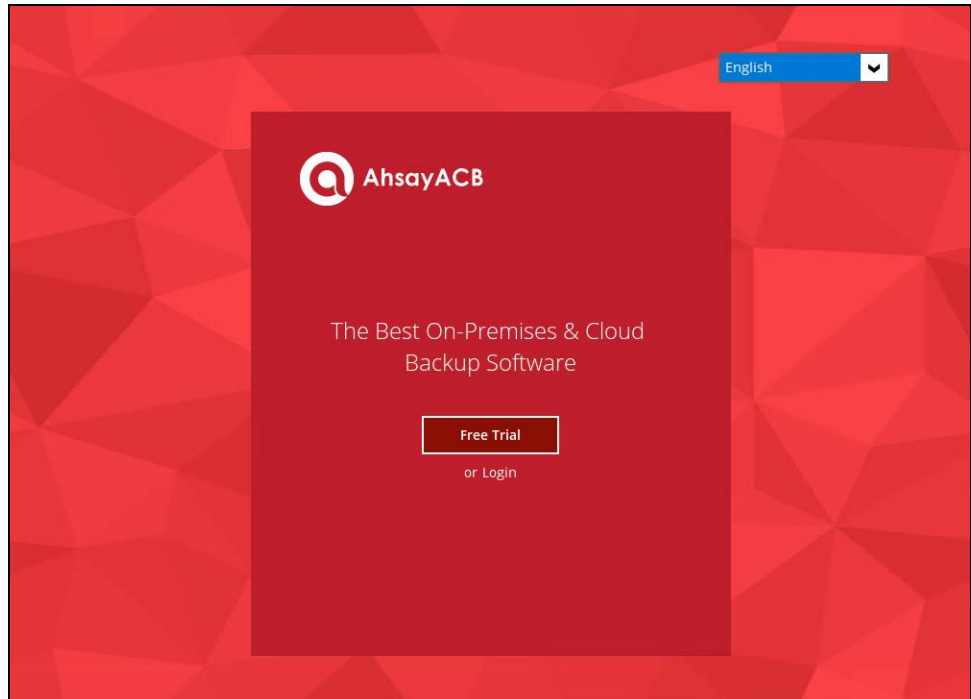 English
AhsayACB
The Best On-Premises & Cloud
Backup Software
Free Trial
or Login